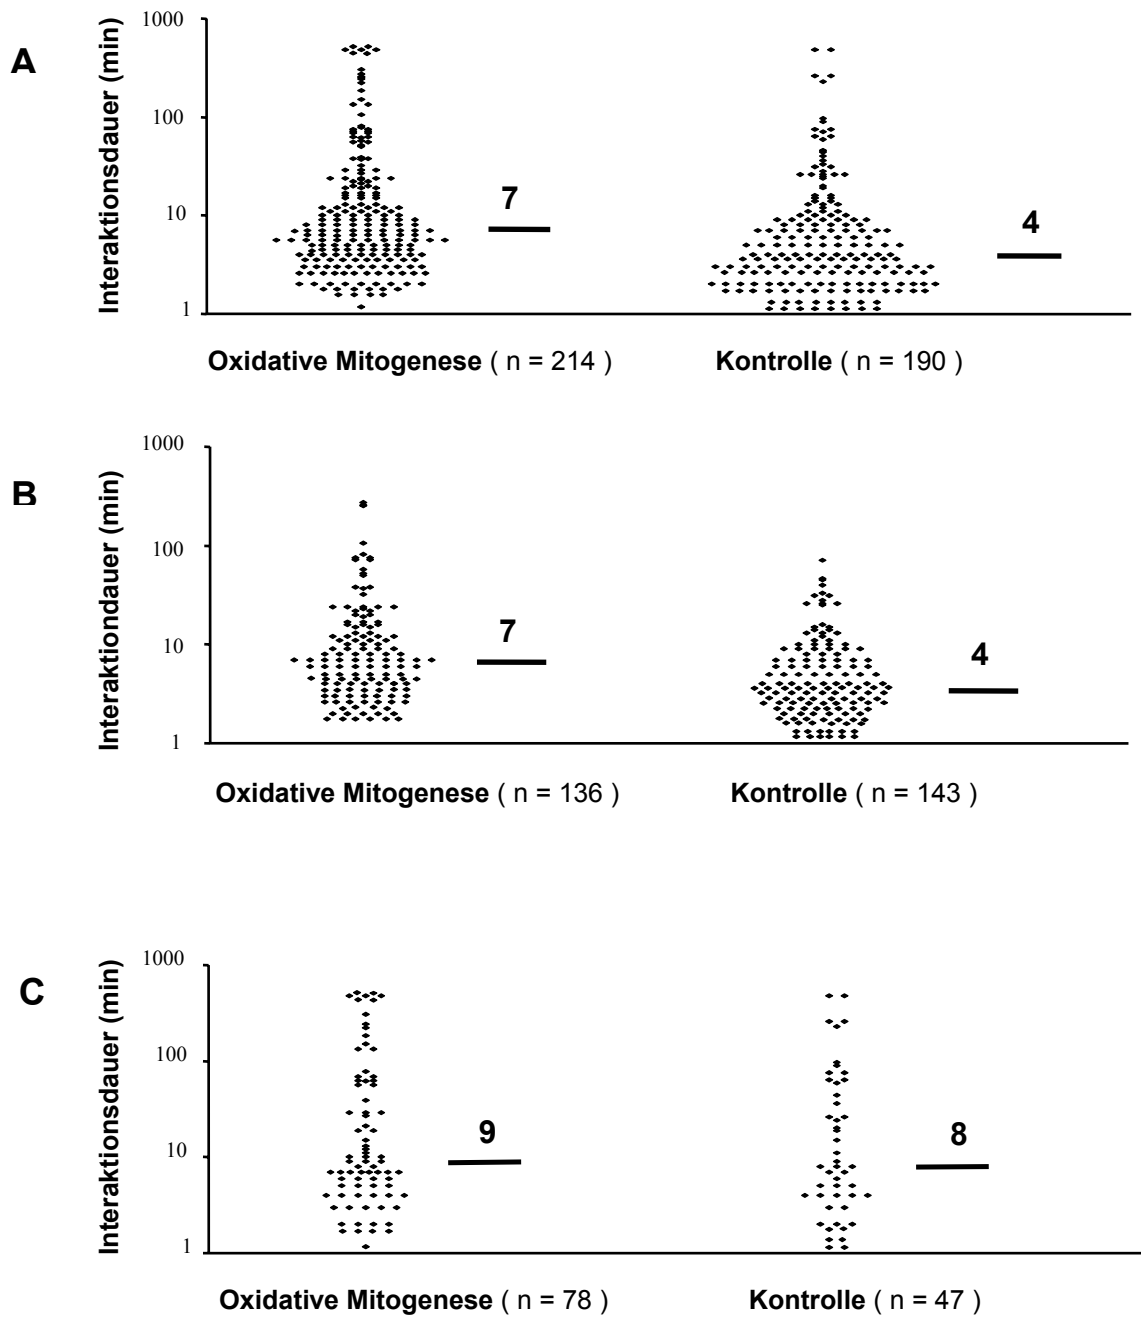 A
Interaktionsdauer (min)
1000
100
10
1
7
4
Oxidative Mitogenese ( n = 214 )
Kontrolle ( n = 190 )
B
Interaktiondauer (min)
1000
100
10
1
7
4
Oxidative Mitogenese ( n = 136 )
Kontrolle ( n = 143 )
C
Interaktionsdauer (min)
1000
100
10
1
9
8
Oxidative Mitogenese ( n = 78 )
Kontrolle ( n = 47 )